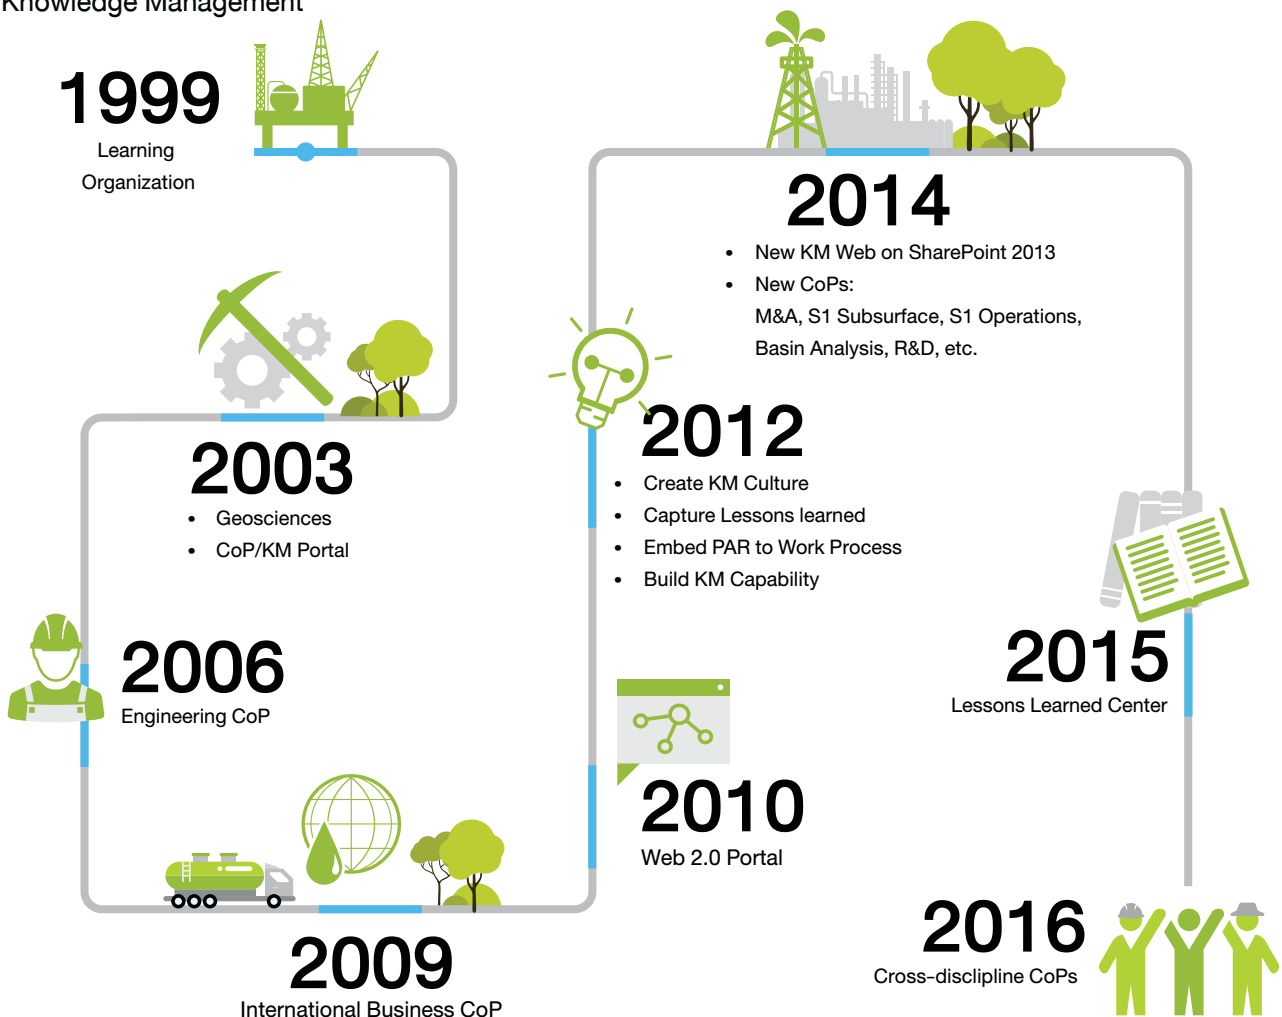 Knowledge Management
1999
Learning
Organization
2003
• Geosciences
• CoP/KM Portal
2006
Engineering CoP
2009
International Business CoP
2010
Web 2.0 Portal
2012
• Create KM Culture
• Capture Lessons learned
• Embed PAR to Work Process
• Build KM Capability
2014
• New KM Web on SharePoint 2013
• New CoPs:
M&A, S1 Subsurface, S1 Operations,
Basin Analysis, R&D, etc.
2015
Lessons Learned Center
2016
Cross-disclipline CoPs